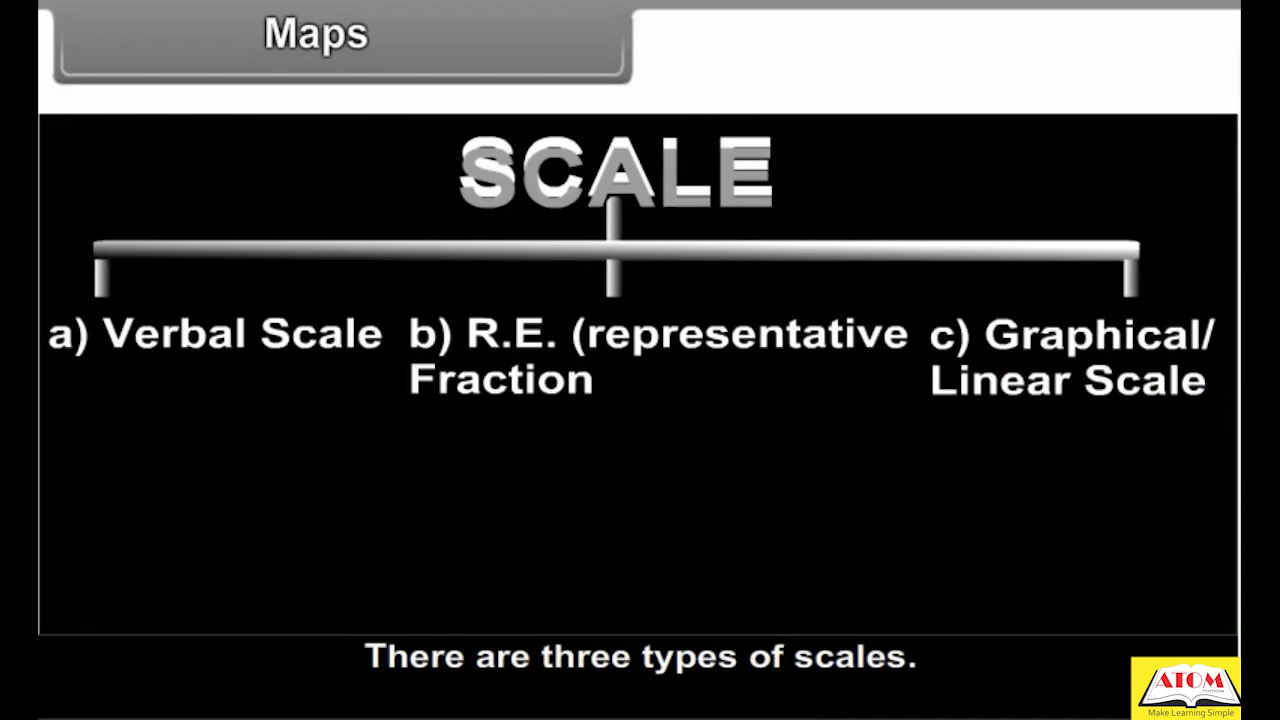 Maps
SCALE
a) Verbal Scale
b) R.E. (representative
Fraction
c) Graphical/
Linear Scale
There are three types of scales.
ATOM
TUITION
Make Learning Simple